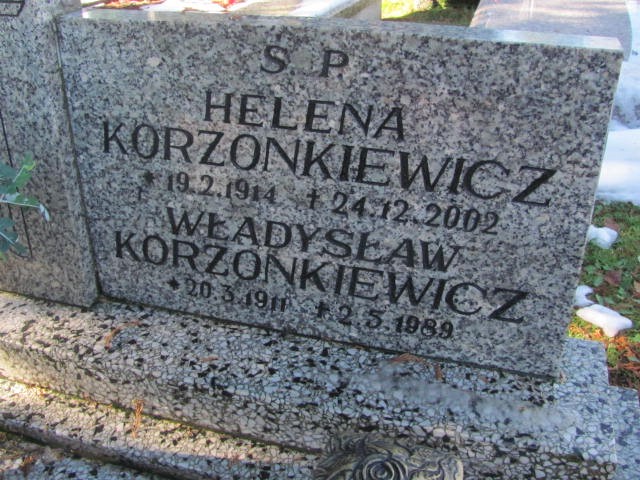 S P
HELENA
KORZONKIEWICZ
* 19.2.1914 † 24.12.2002
WŁADYSŁAW
KORZONKIEWICZ
* 20.3.1911 † 2.5.1989